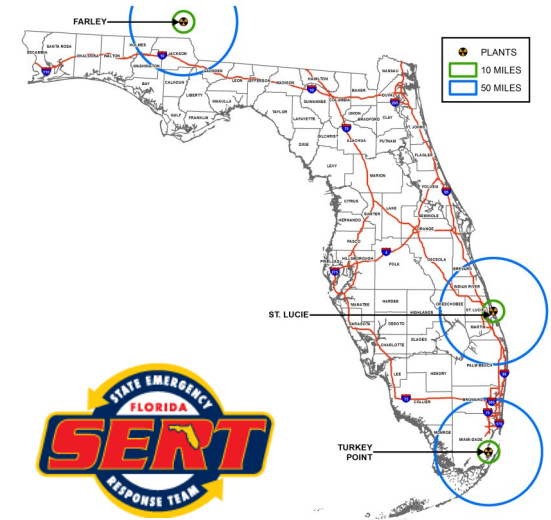 FARLEY
PLANTS
10 MILES
50 MILES
ESCAMBIA
SANTA ROSA
OKALOOSA
WALTON
HOLMES
WASHINGTON
JACKSON
BAY
CALHOUN
GADSDEN
LIBERTY
GULF
FRANKLIN
LEON
WAKULLA
JEFFERSON
MADISON
TAYLOR
HAMILTON
SUWANNEE
LAFAYETTE
DIXIE
COLUMBIA
BAKER
NASSAU
DUVAL
UNION
BRADFORD
CLAY
ST. JOHNS
GILCHRIST
ALACHUA
PUTNAM
FLAGLER
LEVY
MARION
VOLUSIA
CITRUS
SUMTER
LAKE
HERNANDO
SEMINOLE
ORANGE
PASCO
PINELLAS
HILLSBOROUGH
POLK
OSCEOLA
BREVARD
INDIAN RIVER
MANATEE
HARDEE
HIGHLANDS
OKEECHOBEE
ST. LUCIE
ST. LUCIE
SARASOTA
DESOTO
MARTIN
CHARLOTTE
GLADES
PALM BEACH
LEE
HENDRY
COLLIER
BROWARD
MONROE
MIAMI-DADE
TURKEY
POINT
STATE EMERGENCY
FLORIDA
SERT
RESPONSE TEAM